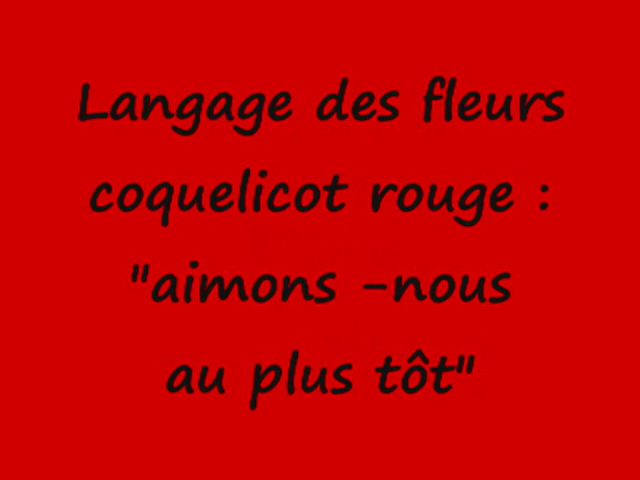 Langage des fleurs
coquelicot rouge :
"aimons -nous
au plus tôt"